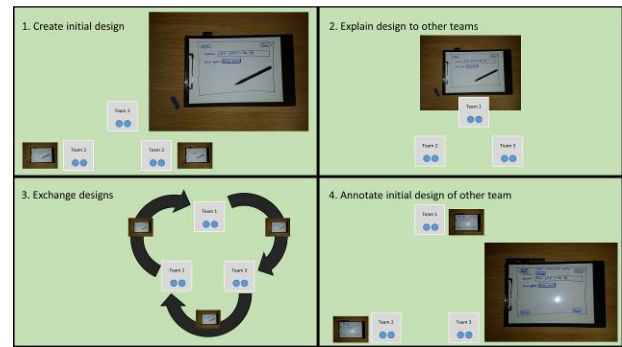 1. Create initial design
Team 1
Team 2
Team 3
2. Explain design to other teams
Team 1
Team 2
Team 3
3. Exchange designs
Team 1
Team 2
Team 3
4. Annotate initial design of other team
Team 1
Team 2
Team 3